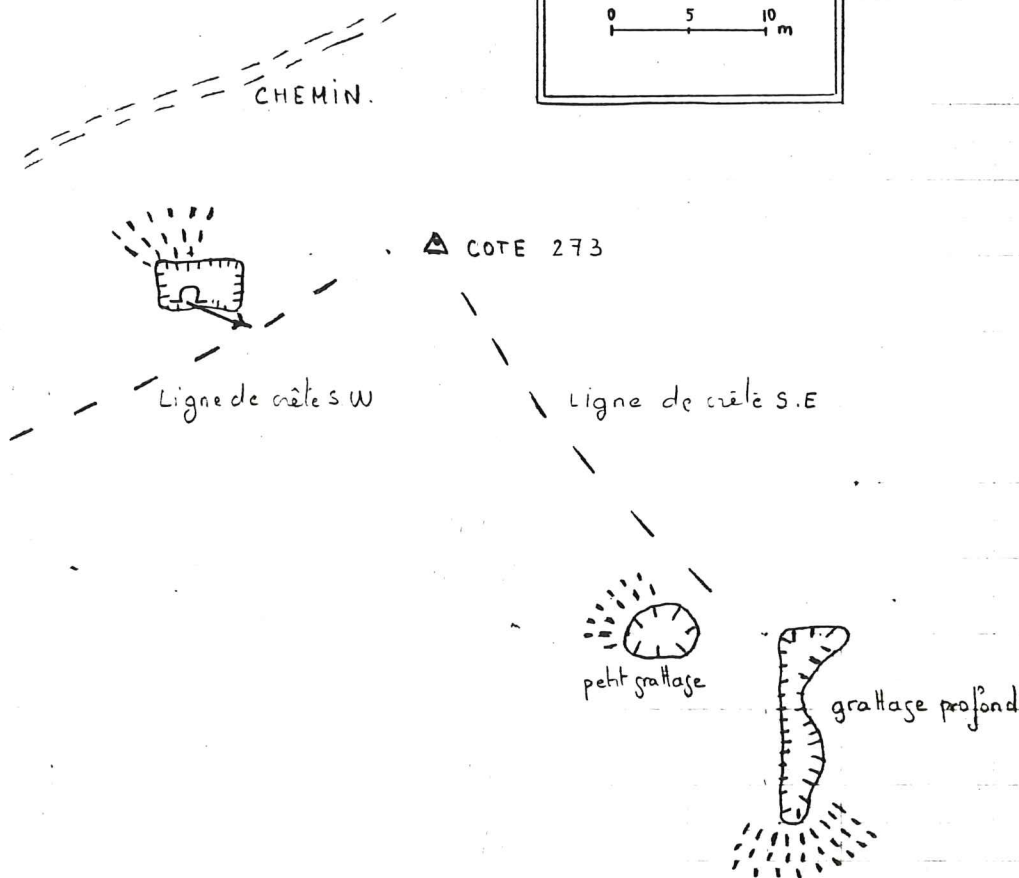 0 5 10 m
CHEMIN.
COTE 273
Ligne de crête S W
Ligne de crête S.E
petit grattage
grattage profond